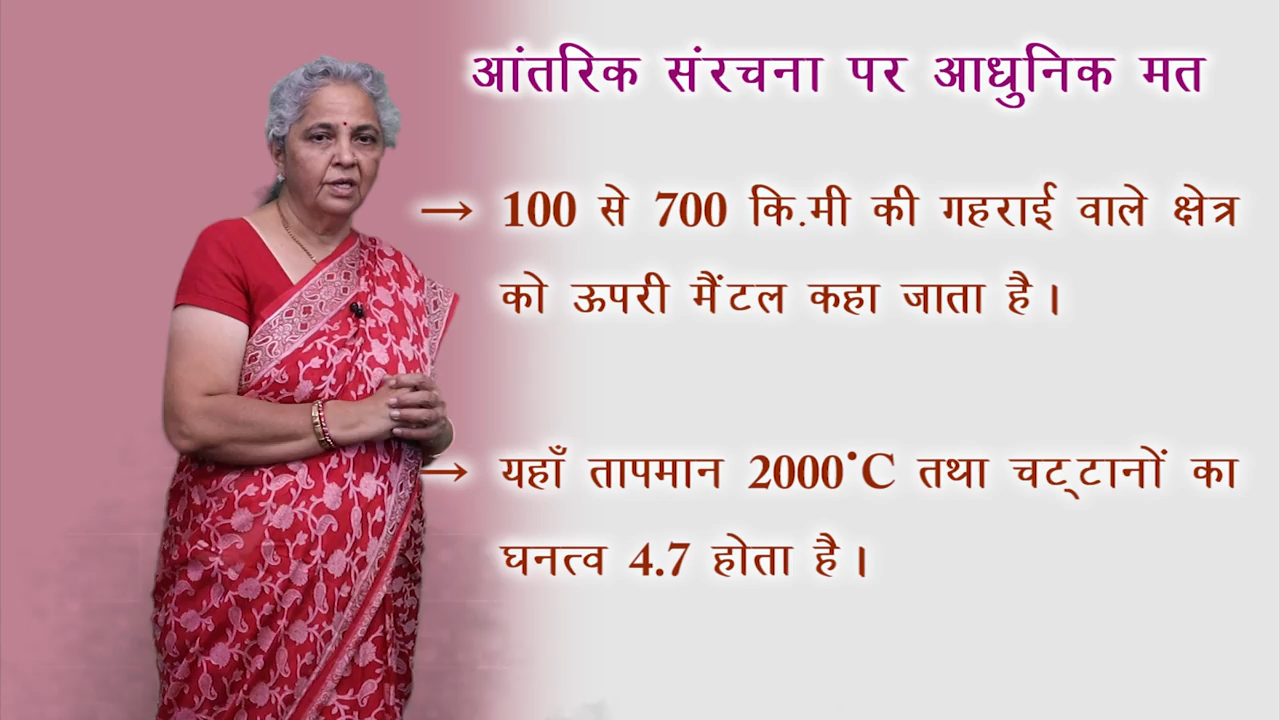 आंतरिक संरचना पर आधुनिक मत
→ 100 से 700 कि.मी की गहराई वाले क्षेत्र
को ऊपरी मैंटल कहा जाता है।
→ यहाँ तापमान 2000°C तथा चट्टानों का
घनत्व 4.7 होता है।